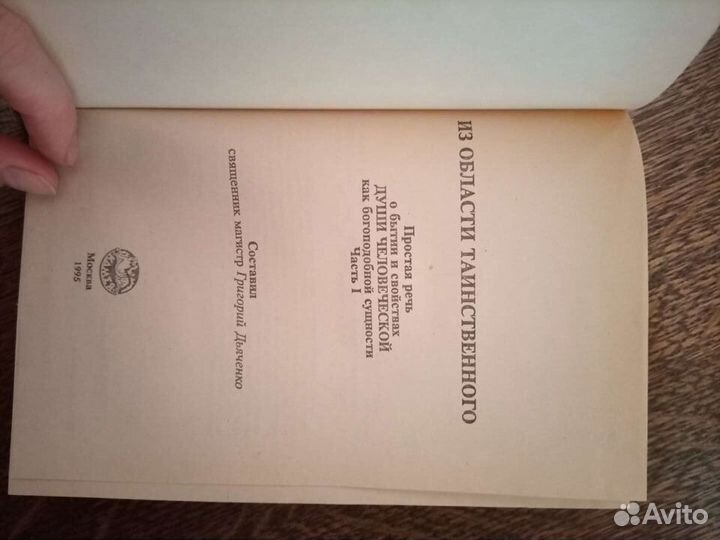 ИЗ ОБЛАСТИ ТАИНСТВЕННОГО
Простая речь
о бытии и свойствах
ДУШИ ЧЕЛОВЕЧЕСКОЙ
как богоподобной сущности
Часть I
Составил
священник магистр Григорий Дьяченко
Москва
1995
Avito